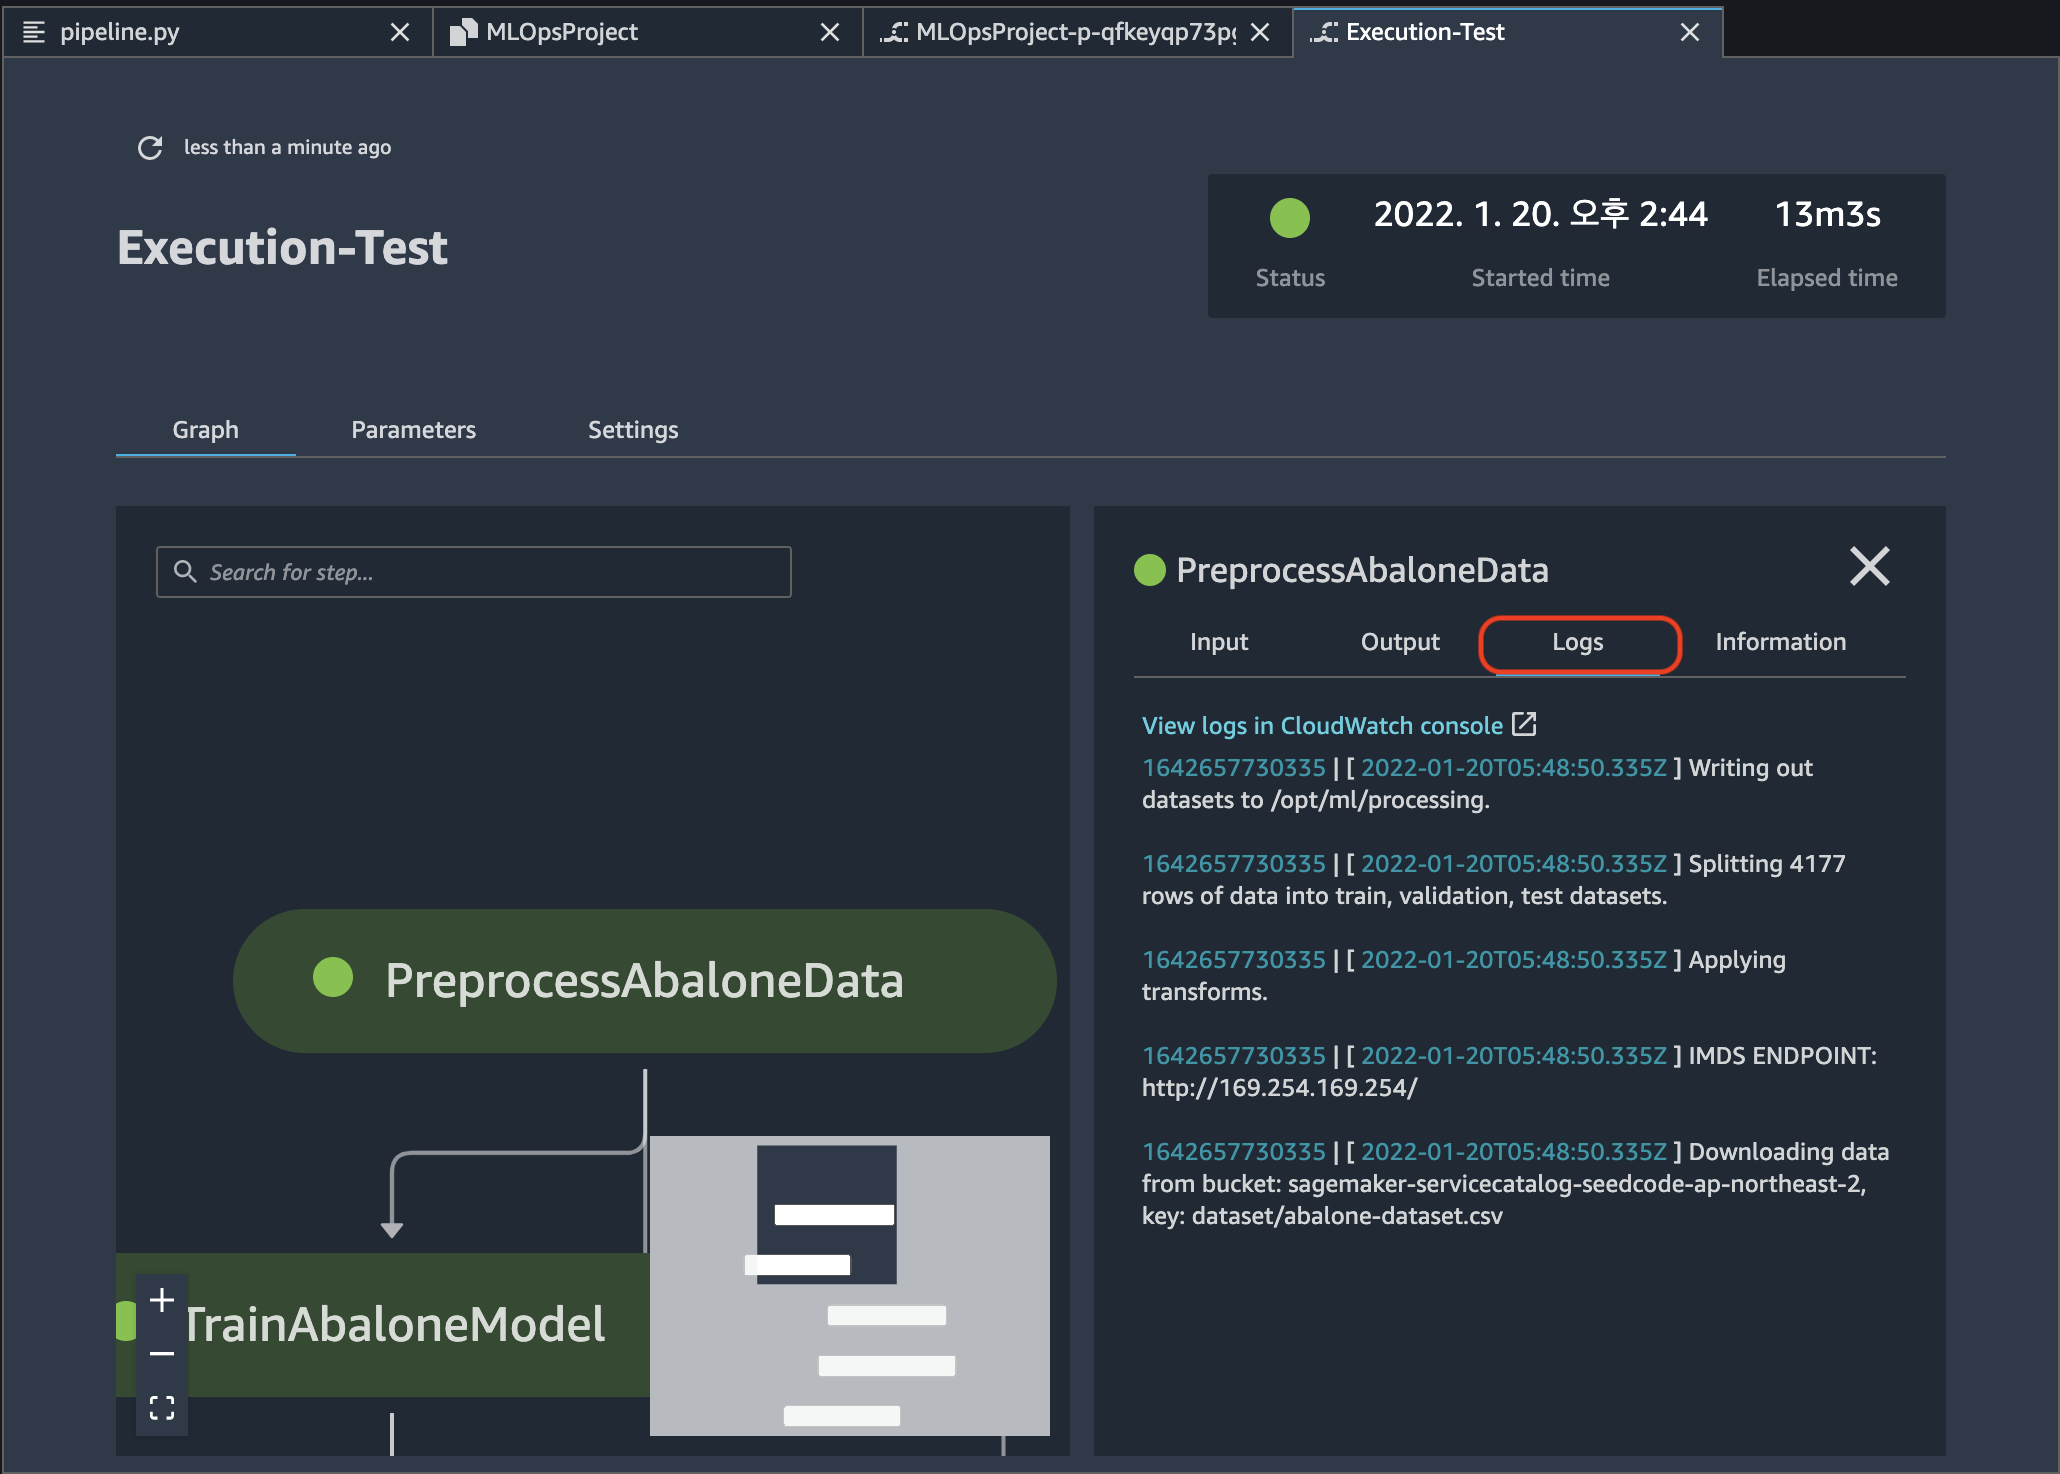 pipeline.py
MLOpsProject
MLOpsProject-p-qfkeyqp73p
Execution-Test
less than a minute ago
Execution-Test
2022. 1. 20. 오후 2:44
13m3s
Status
Started time
Elapsed time
Graph
Parameters
Settings
Search for step...
PreprocessAbaloneData
TrainAbaloneModel
PreprocessAbaloneData
Input
Output
Logs
Information
View logs in CloudWatch console
1642657730335 | [ 2022-01-20T05:48:50.335Z ] Writing out
datasets to /opt/ml/processing.
1642657730335 | [ 2022-01-20T05:48:50.335Z ] Splitting 4177
rows of data into train, validation, test datasets.
1642657730335 | [ 2022-01-20T05:48:50.335Z ] Applying
transforms.
1642657730335 | [ 2022-01-20T05:48:50.335Z ] IMDS ENDPOINT:
http://169.254.169.254/
1642657730335 | [ 2022-01-20T05:48:50.335Z ] Downloading data
from bucket: sagemaker-servicecatalog-seedcode-ap-northeast-2,
key: dataset/abalone-dataset.csv